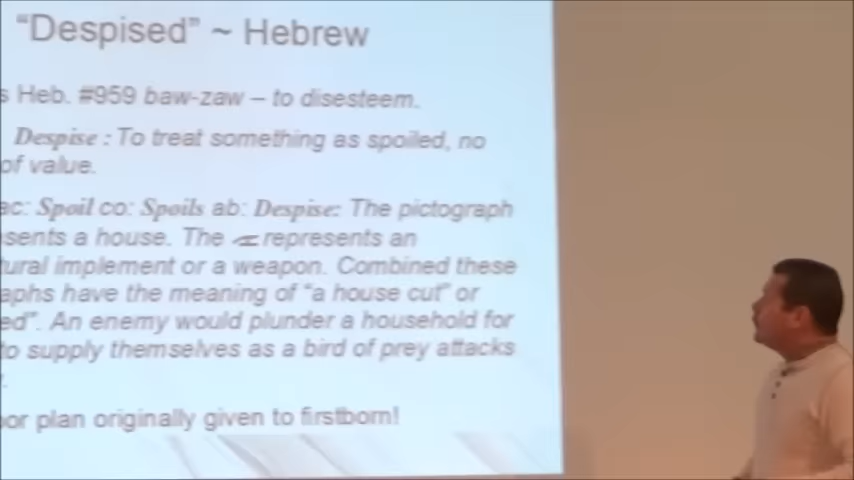 "Despised" ~ Hebrew
s Heb. #959 baw-zaw – to disesteem.
Despise : To treat something as spoiled, no
of value.
ac: Spoil co: Spoils ab: Despise: The pictograph
sents a house. The represents an
tural implement or a weapon. Combined these
aphs have the meaning of "a house cut" or
ed". An enemy would plunder a household for
to supply themselves as a bird of prey attacks
oor plan originally given to firstborn!